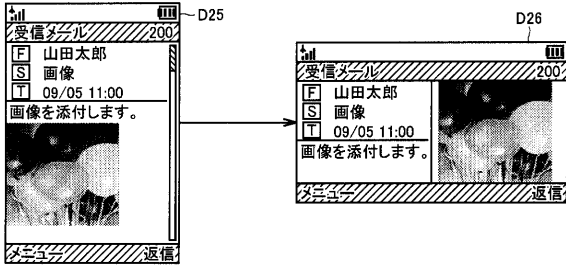 D25
受信メール 200
F 山田太郎
S 画像
T 09/05 11:00
画像を添付します。
メニュー 返信
D26
受信メール 200
F 山田太郎
S 画像
T 09/05 11:00
画像を添付します。
メニュー 返信